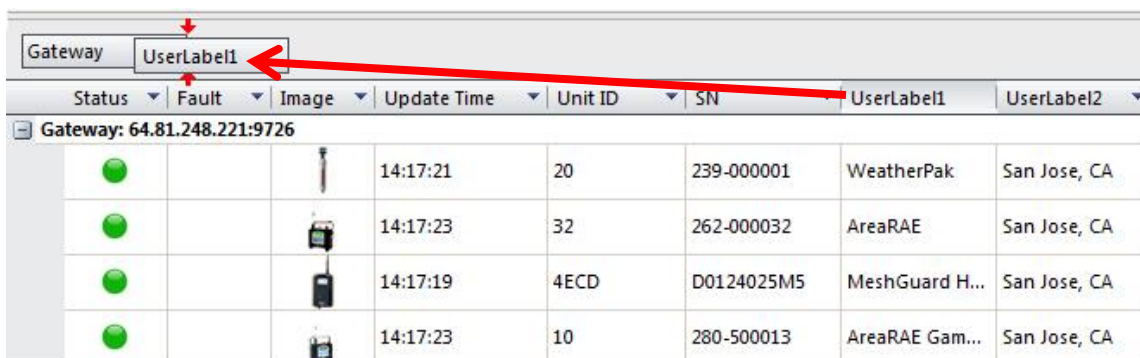 Gateway UserLabel1
Status Fault Image Update Time Unit ID SN UserLabel1 UserLabel2
Gateway: 64.81.248.221:9726
14:17:21 20 239-000001 WeatherPak San Jose, CA
14:17:23 32 262-000032 AreaRAE San Jose, CA
14:17:19 4ECD D0124025M5 MeshGuard H... San Jose, CA
14:17:23 10 280-500013 AreaRAE Gam... San Jose, CA